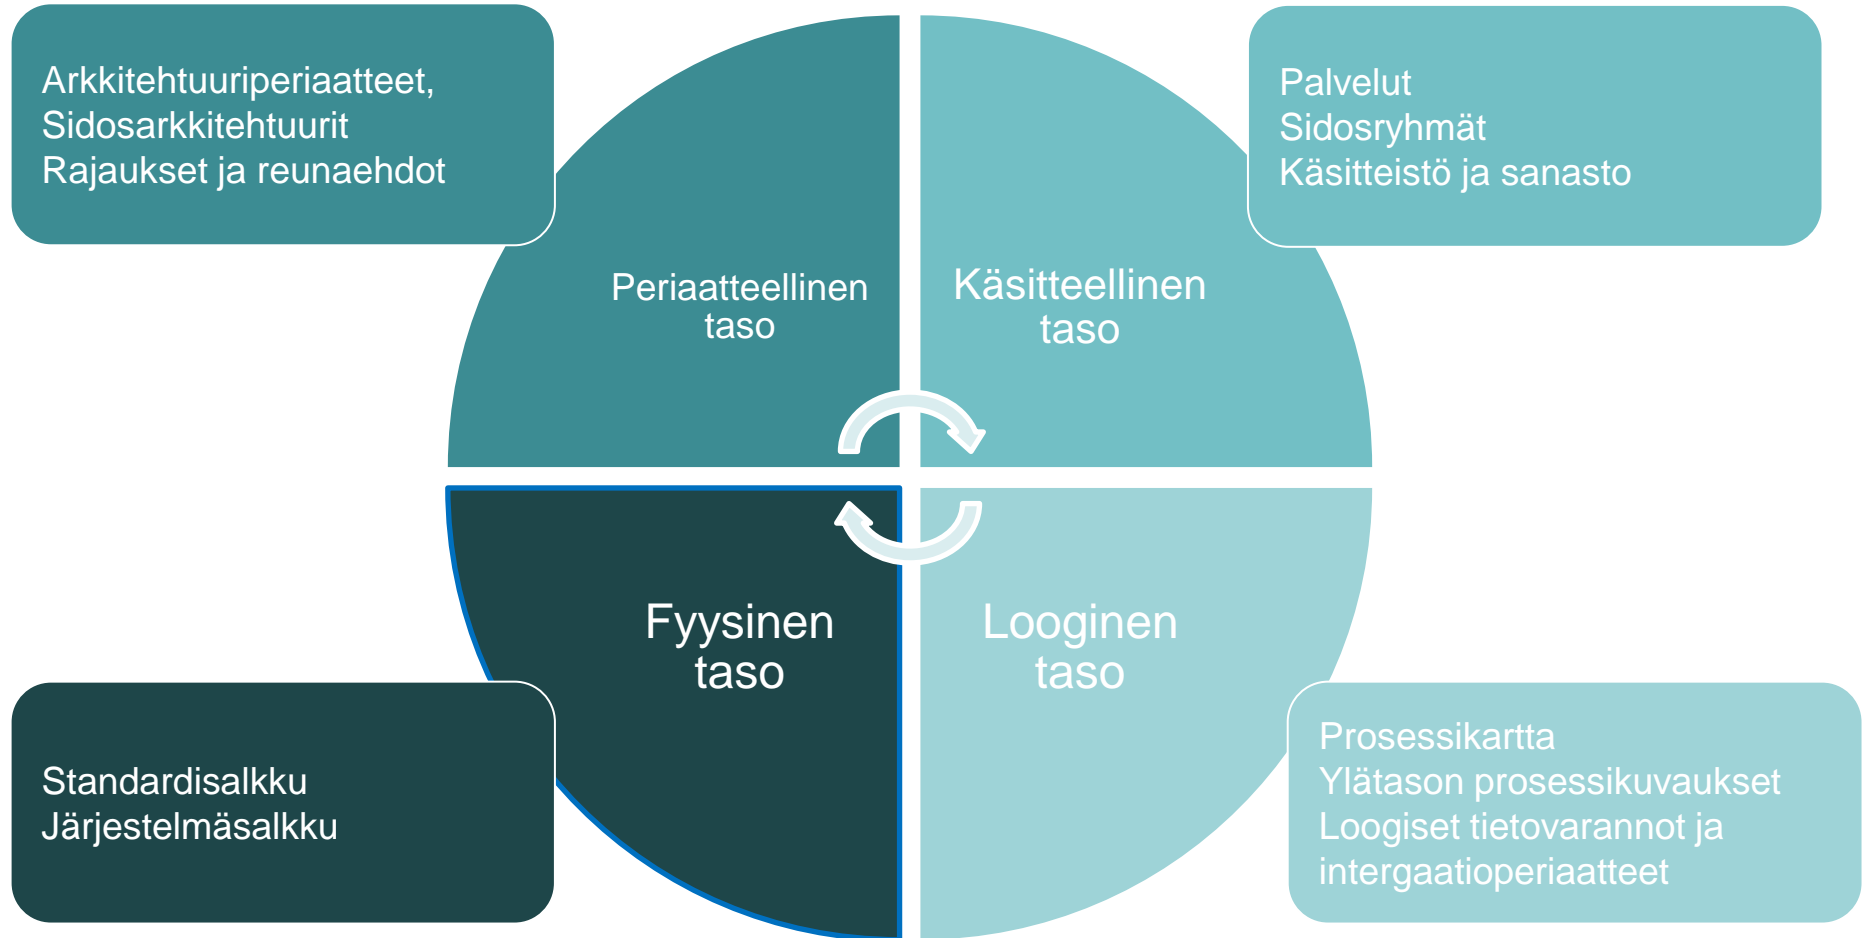 Arkkitehtuuriperiaatteet,
Sidosarkkitehtuurit
Rajaukset ja reunaehdot
Palvelut
Sidosryhmät
Käsitteistö ja sanasto
Periaatteellinen
taso
Käsitteellinen
taso
Fyysinen
taso
Looginen
taso
Standardisalkku
Järjestelmäsalkku
Prosessikartta
Ylätason prosessikuvaukset
Loogiset tietovarannot ja
intergaatioperiaatteet